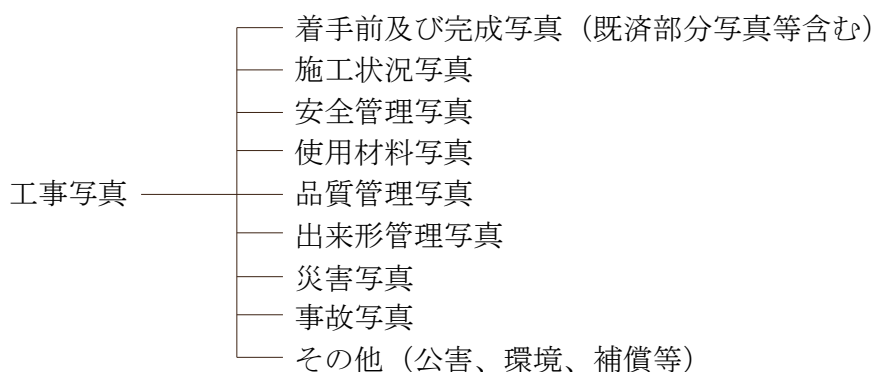 着手前及び完成写真（既済部分写真等含む）
施工状況写真
安全管理写真
使用材料写真
工事写真
品質管理写真
出来形管理写真
災害写真
事故写真
その他（公害、環境、補償等）